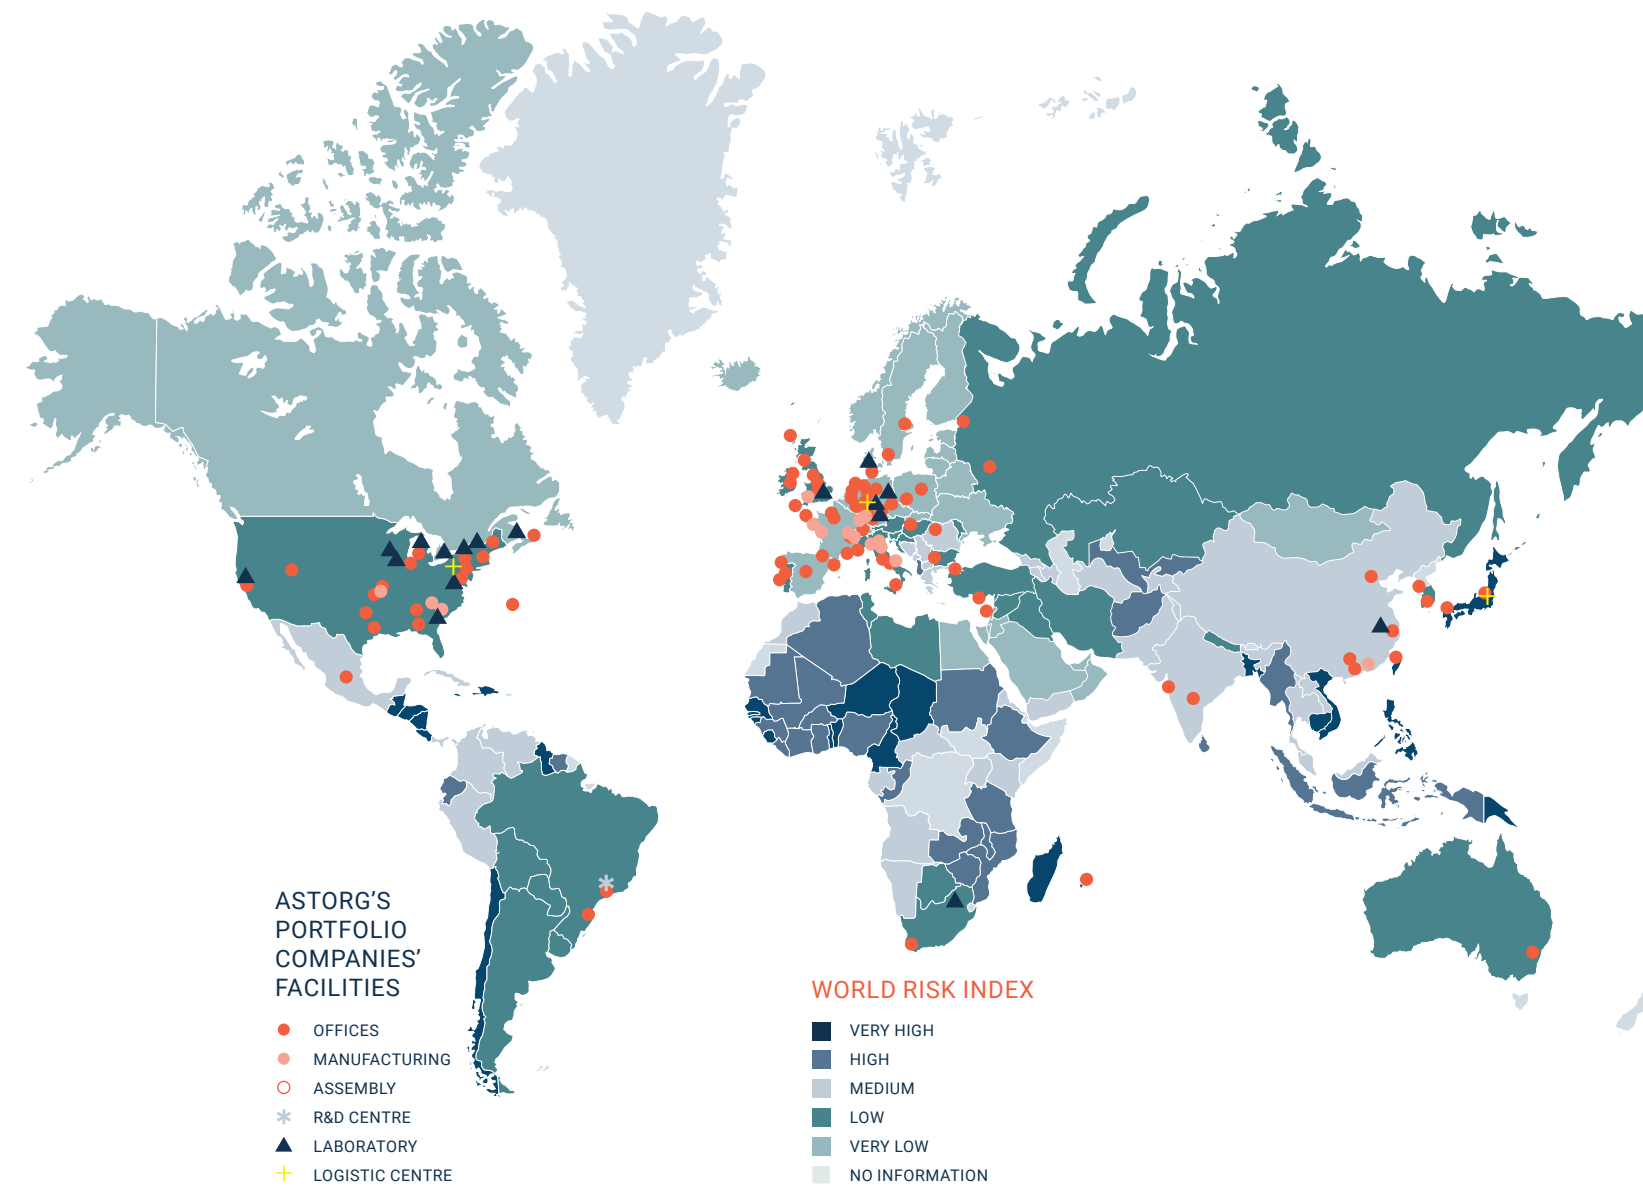 ASTORG'S
PORTFOLIO
COMPANIES'
FACILITIES
OFFICES
MANUFACTURING
ASSEMBLY
R&D CENTRE
LABORATORY
LOGISTIC CENTRE
WORLD RISK INDEX
VERY HIGH
HIGH
MEDIUM
LOW
VERY LOW
NO INFORMATION